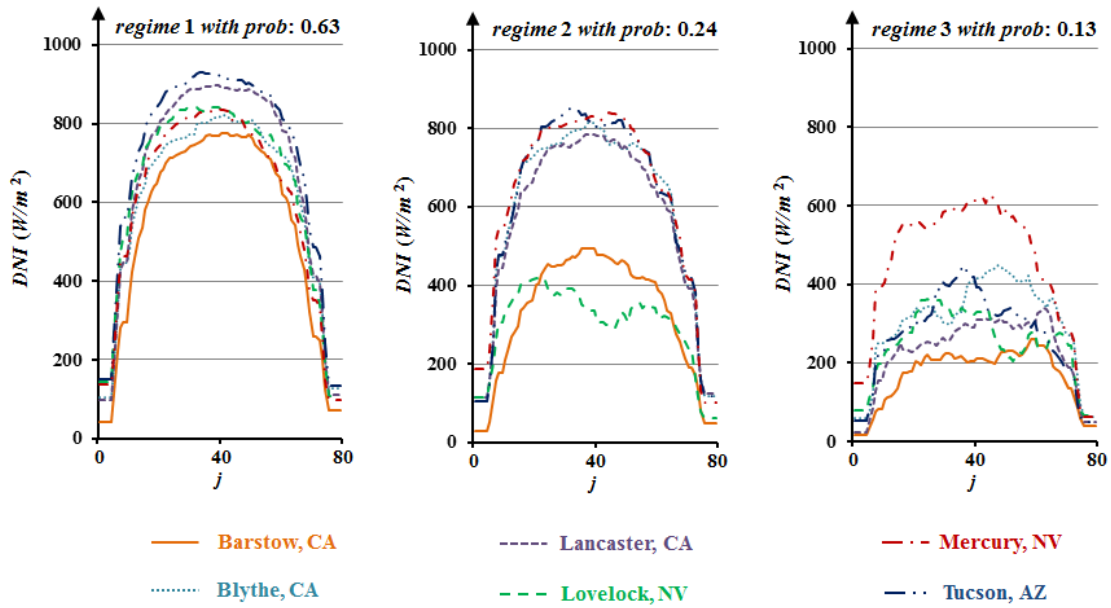 regime 1 with prob: 0.63
1000
800
600
400
200
0
DNI (W/m²)
0 40 80
j
regime 2 with prob: 0.24
1000
800
600
400
200
0
DNI (W/m²)
0 40 80
j
regime 3 with prob: 0.13
1000
800
600
400
200
0
DNI (W/m²)
0 40 80
j
Barstow, CA
Lancaster, CA
Mercury, NV
Blythe, CA
Lovelock, NV
Tucson, AZ